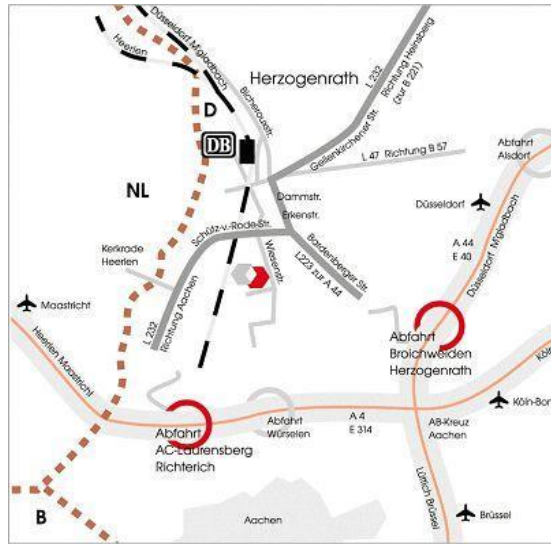 Düsseldorf M'gladbach
Heerlen
Herzogenrath
Bicherouxstr.
L 232
Richtung Heinsberg
(zur B 221)
Geilenkirchener Str.
D
DB
L 47 Richtung B 57
Abfahrt
Alsdorf
NL
Dammstr.
Erkenstr.
Düsseldorf
Schütz-v.-Rode-Str.
Bardenberger Str.
L223 zur A 44
Wiesenstr.
A 44
E 40
Düsseldorf M'gladbach
Kerkrade
Heerlen
Maastricht
L 232
Richtung Aachen
Heerlen Maastricht
Abfahrt
Broichweiden
Herzogenrath
Köln
Köln-Bon
Abfahrt
AC-Laurensberg
Richterich
Abfahrt
Würselen
A 4
E 314
AB-Kreuz
Aachen
Lüttich Brüssel
B
Aachen
Brüssel